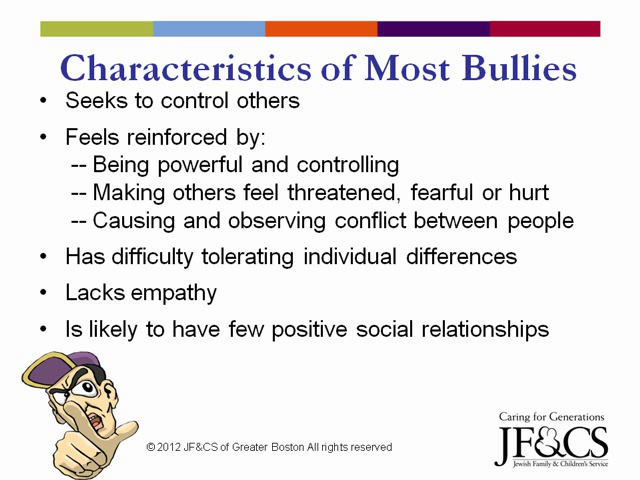 Characteristics of Most Bullies
• Seeks to control others
• Feels reinforced by:
-- Being powerful and controlling
-- Making others feel threatened, fearful or hurt
-- Causing and observing conflict between people
• Has difficulty tolerating individual differences
• Lacks empathy
• Is likely to have few positive social relationships
© 2012 JF&CS of Greater Boston All rights reserved
Caring for Generations
JF&CS
Jewish Family & Children's Service